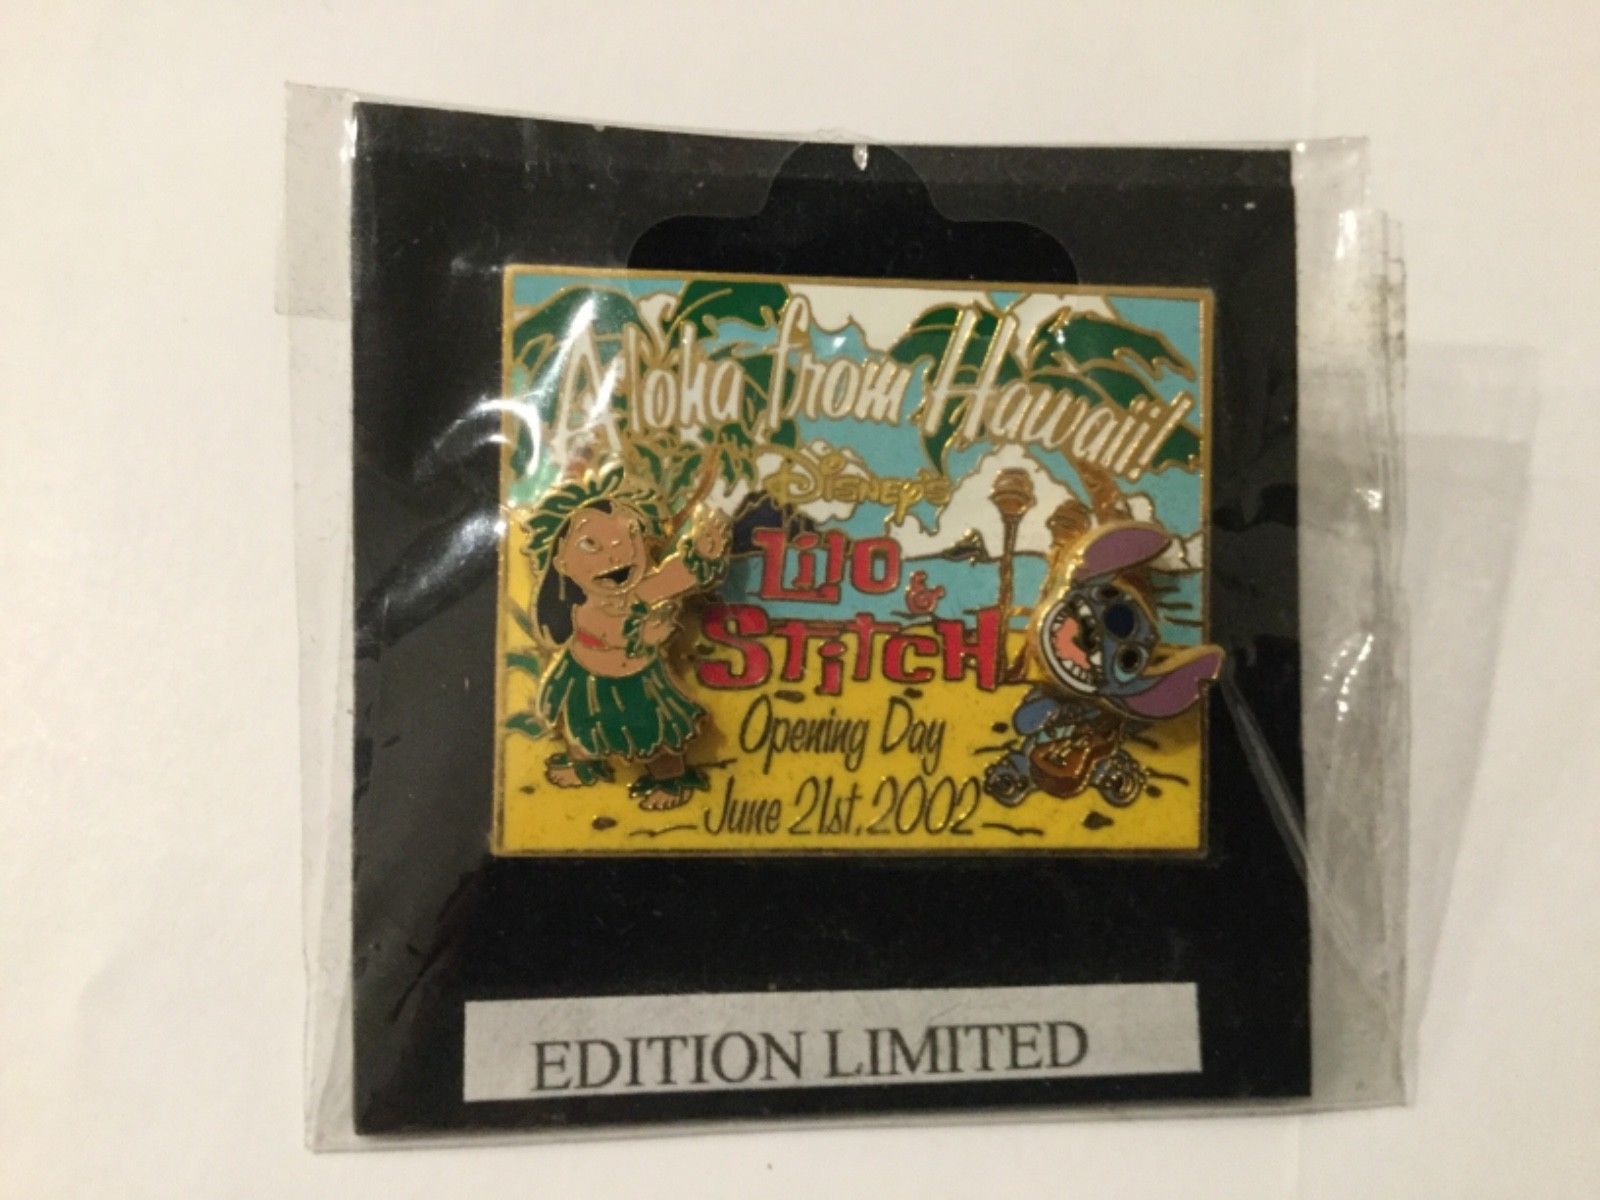 Aloha from Hawaii!
Disney's
Lilo &
Stitch
Opening Day
June 21st, 2002
EDITION LIMITED